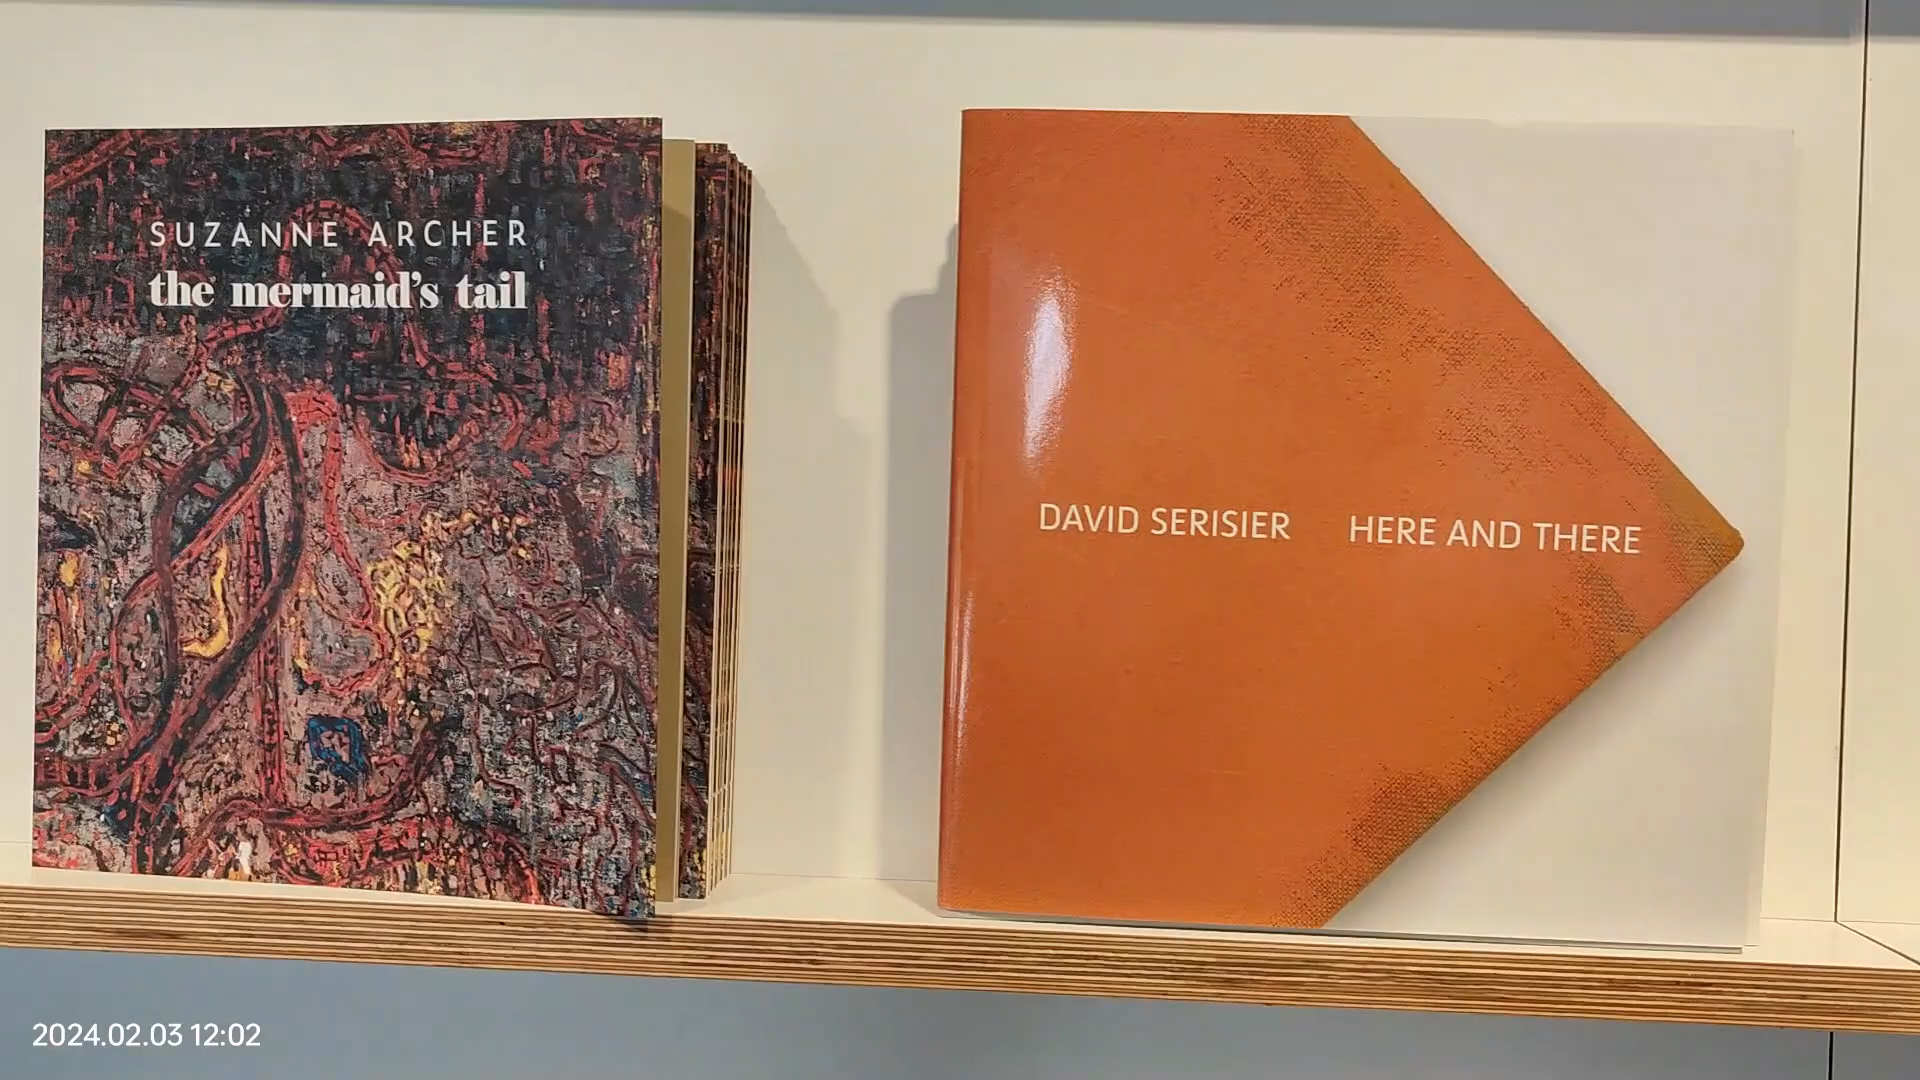 SUZANNE ARCHER
the mermaid's tail
DAVID SERISIER HERE AND THERE
2024.02.03 12:02